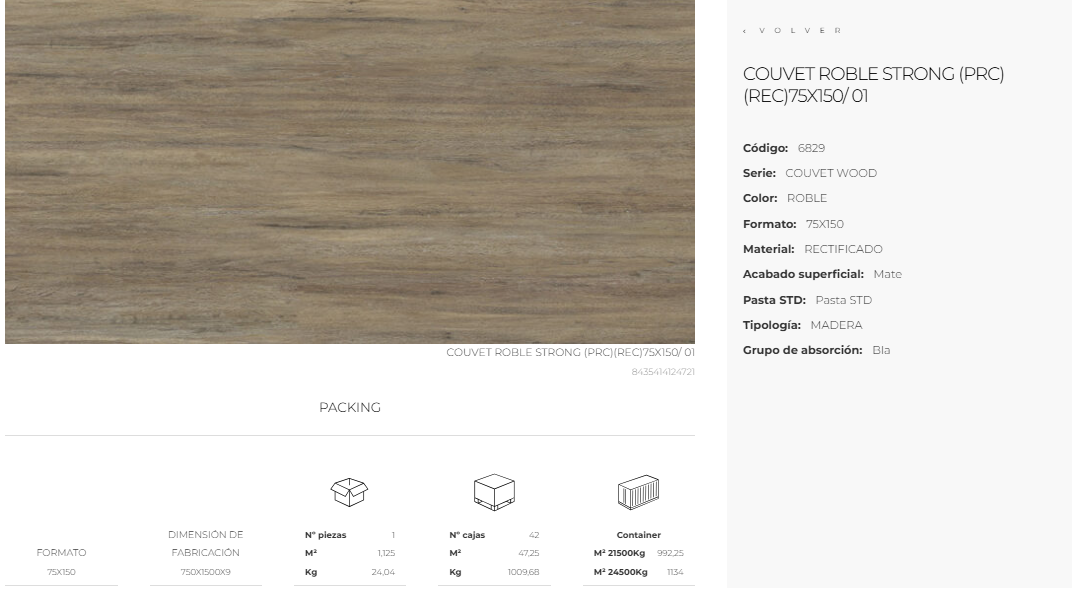 ‹ VOLVER
COUVET ROBLE STRONG (PRC)
(REC)75X150/ 01
Código: 6829
Serie: COUVET WOOD
Color: ROBLE
Formato: 75X150
Material: RECTIFICADO
Acabado superficial: Mate
Pasta STD: Pasta STD
Tipología: MADERA
Grupo de absorción: BIa
COUVET ROBLE STRONG (PRC)(REC)75X150/ 01
8435414124721
PACKING
FORMATO
75X150
DIMENSIÓN DE
FABRICACIÓN
750X1500X9
Nº piezas 1
M² 1,125
Kg 24,04
Nº cajas 42
M² 47,25
Kg 1009,68
Container
M² 21500Kg 992,25
M² 24500Kg 1134